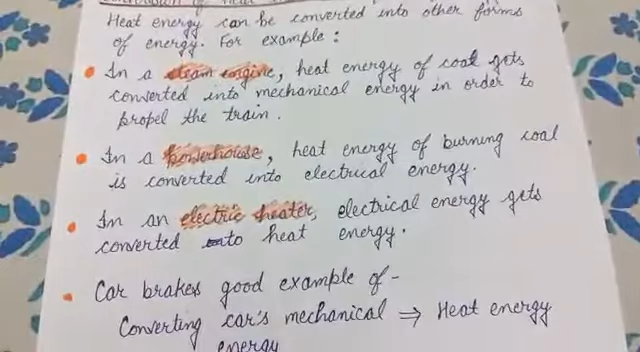 Heat energy can be converted into other forms
of energy. For example :
In a steam engine, heat energy of coal gets
converted into mechanical energy in order to
propel the train.
In a powerhouse, heat energy of burning coal
is converted into electrical energy.
In an electric heater, electrical energy gets
converted into heat energy.
Car brakes good example of-
Converting car's mechanical ⇒ Heat energy
energy